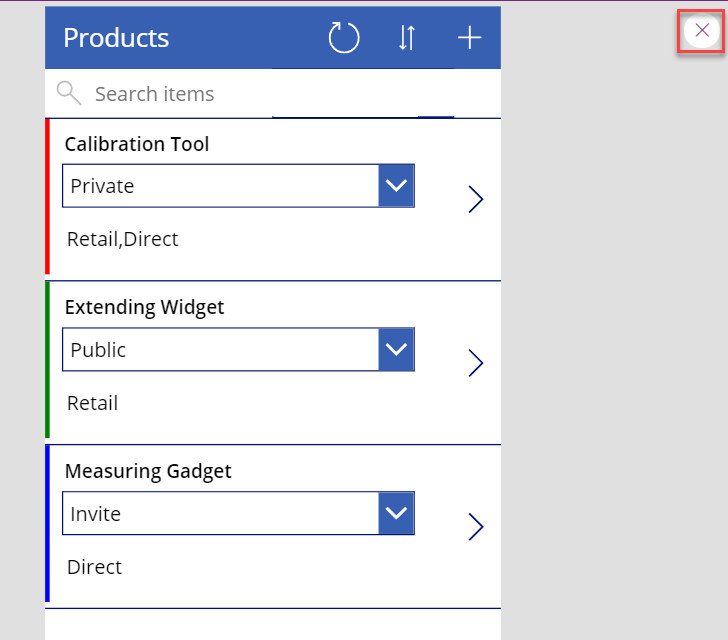 Products
Search items
Calibration Tool
Private
Retail,Direct
Extending Widget
Public
Retail
Measuring Gadget
Invite
Direct